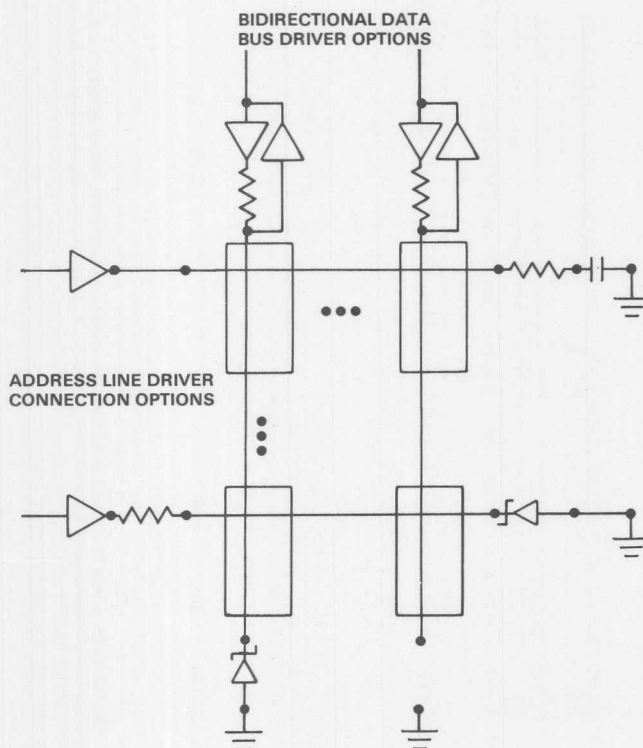 BIDIRECTIONAL DATA
BUS DRIVER OPTIONS
ADDRESS LINE DRIVER
CONNECTION OPTIONS